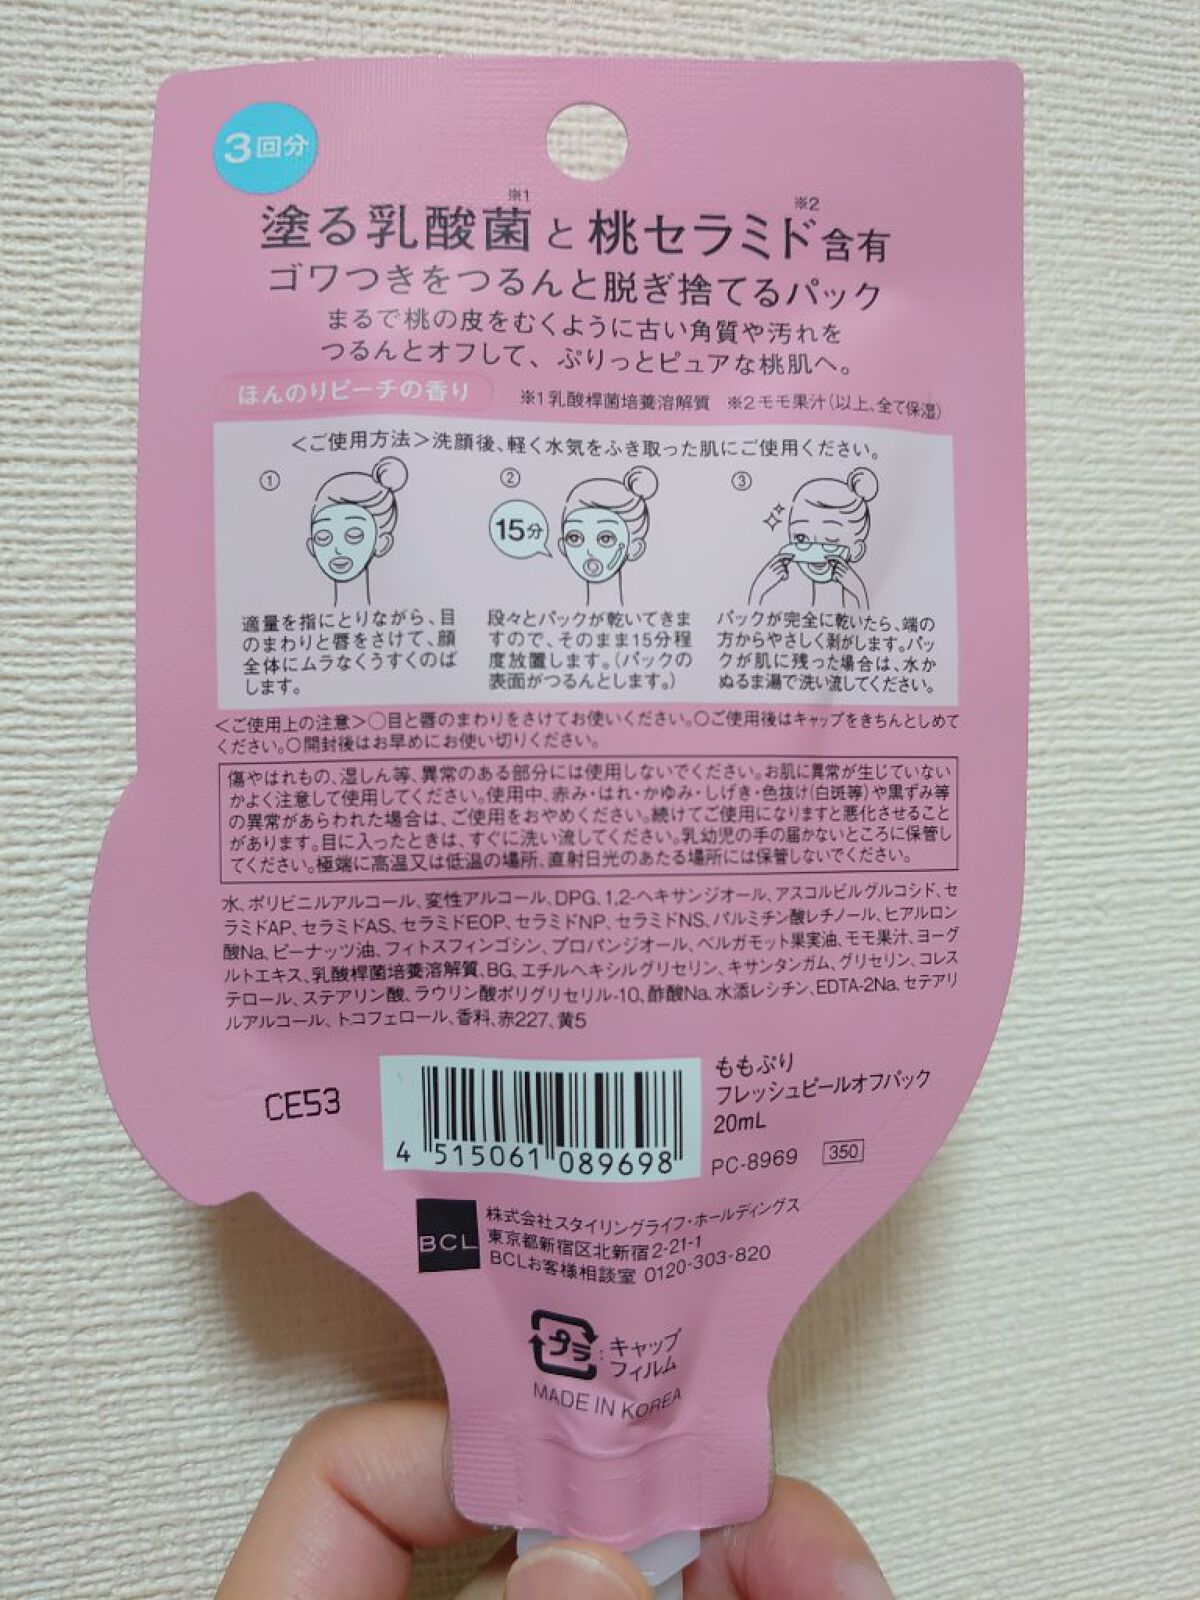 3回分
塗る乳酸菌※1と桃セラミド※2含有
ゴワつきをつるんと脱ぎ捨てるパック
まるで桃の皮をむくように古い角質や汚れを
つるんとオフして、ぷりっとピュアな桃肌へ。
ほんのりピーチの香り
※1乳酸桿菌培養溶解質 ※2モモ果汁(以上、全て保湿)
＜ご使用方法＞洗顔後、軽く水気をふき取った肌にご使用ください。
①
適量を指にとりながら、目
のまわりと唇をさけて、顔
全体にムラなくうすくのば
します。
②
15分
段々とパックが乾いてきま
すので、そのまま15分程
度放置します。(パックの
表面がつるんとします。)
③
パックが完全に乾いたら、端の
方からやさしく剥がします。パッ
クが肌に残った場合は、水か
ぬるま湯で洗い流してください。
＜ご使用上の注意＞○目と唇のまわりをさけてお使いください。○ご使用後はキャップをきちんとしめて
ください。○開封後はお早めにお使い切りください。
傷やはれもの、湿しん等、異常のある部分には使用しないでください。お肌に異常が生じていない
かよく注意して使用してください。使用中、赤み・はれ・かゆみ・しげき・色抜け(白斑等)や黒ずみ等
の異常があらわれた場合は、ご使用をおやめください。続けてご使用になりますと悪化させること
があります。目に入ったときは、すぐに洗い流してください。乳幼児の手の届かないところに保管し
てください。極端に高温又は低温の場所、直射日光のあたる場所には保管しないでください。
水、ポリビニルアルコール、変性アルコール、DPG、1,2-ヘキサンジオール、アスコルビルグルコシド、セ
ラミドAP、セラミドAS、セラミドEOP、セラミドNP、セラミドNS、パルミチン酸レチノール、ヒアルロン
酸Na、ピーナッツ油、フィトスフィンゴシン、プロパンジオール、ベルガモット果実油、モモ果汁、ヨーグ
ルトエキス、乳酸桿菌培養溶解質、BG、エチルヘキシルグリセリン、キサンタンガム、グリセリン、コレス
テロール、ステアリン酸、ラウリン酸ポリグリセリル-10、酢酸Na、水添レシチン、EDTA-2Na、セテアリ
ルアルコール、トコフェロール、香料、赤227、黄5
CE53
4 515061 089698
ももぷり
フレッシュピールオフパック
20mL
PC-8969 350
BCL
株式会社スタイリングライフ・ホールディングス
東京都新宿区北新宿2-21-1
BCLお客様相談室 0120-303-820
プラ : キャップ
フィルム
MADE IN KOREA